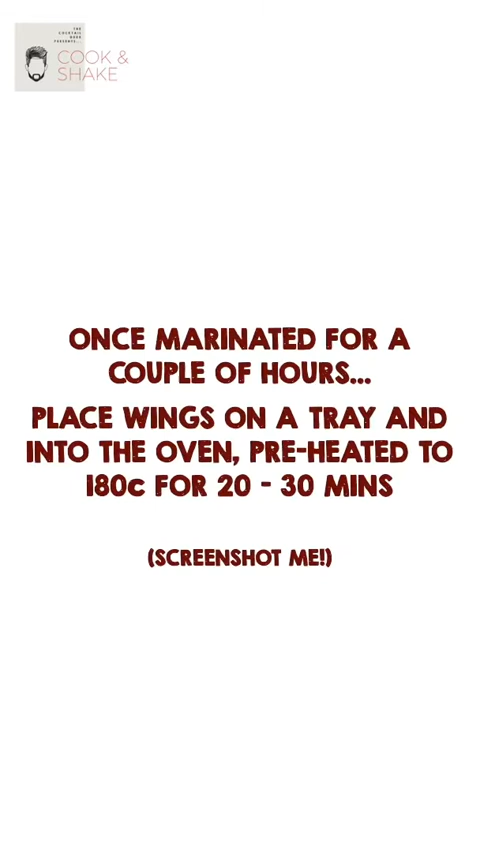 THE
COCKTAIL
GUEK
PRESENTS...
COOK &
SHAKE
ONCE MARINATED FOR A
COUPLE OF HOURS...
PLACE WINGS ON A TRAY AND
INTO THE OVEN, PRE-HEATED TO
180c FOR 20 - 30 MINS
(SCREENSHOT ME!)